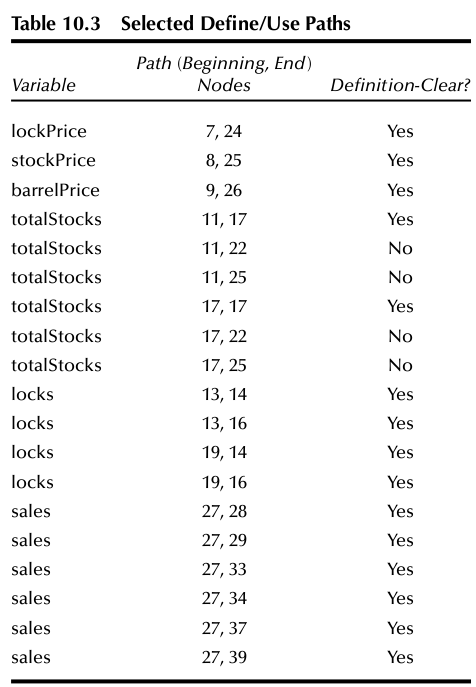 Table 10.3 Selected Define/Use Paths
Path (Beginning, End)
Variable Nodes Definition-Clear?
lockPrice 7, 24 Yes
stockPrice 8, 25 Yes
barrelPrice 9, 26 Yes
totalStocks 11, 17 Yes
totalStocks 11, 22 No
totalStocks 11, 25 No
totalStocks 17, 17 Yes
totalStocks 17, 22 No
totalStocks 17, 25 No
locks 13, 14 Yes
locks 13, 16 Yes
locks 19, 14 Yes
locks 19, 16 Yes
sales 27, 28 Yes
sales 27, 29 Yes
sales 27, 33 Yes
sales 27, 34 Yes
sales 27, 37 Yes
sales 27, 39 Yes